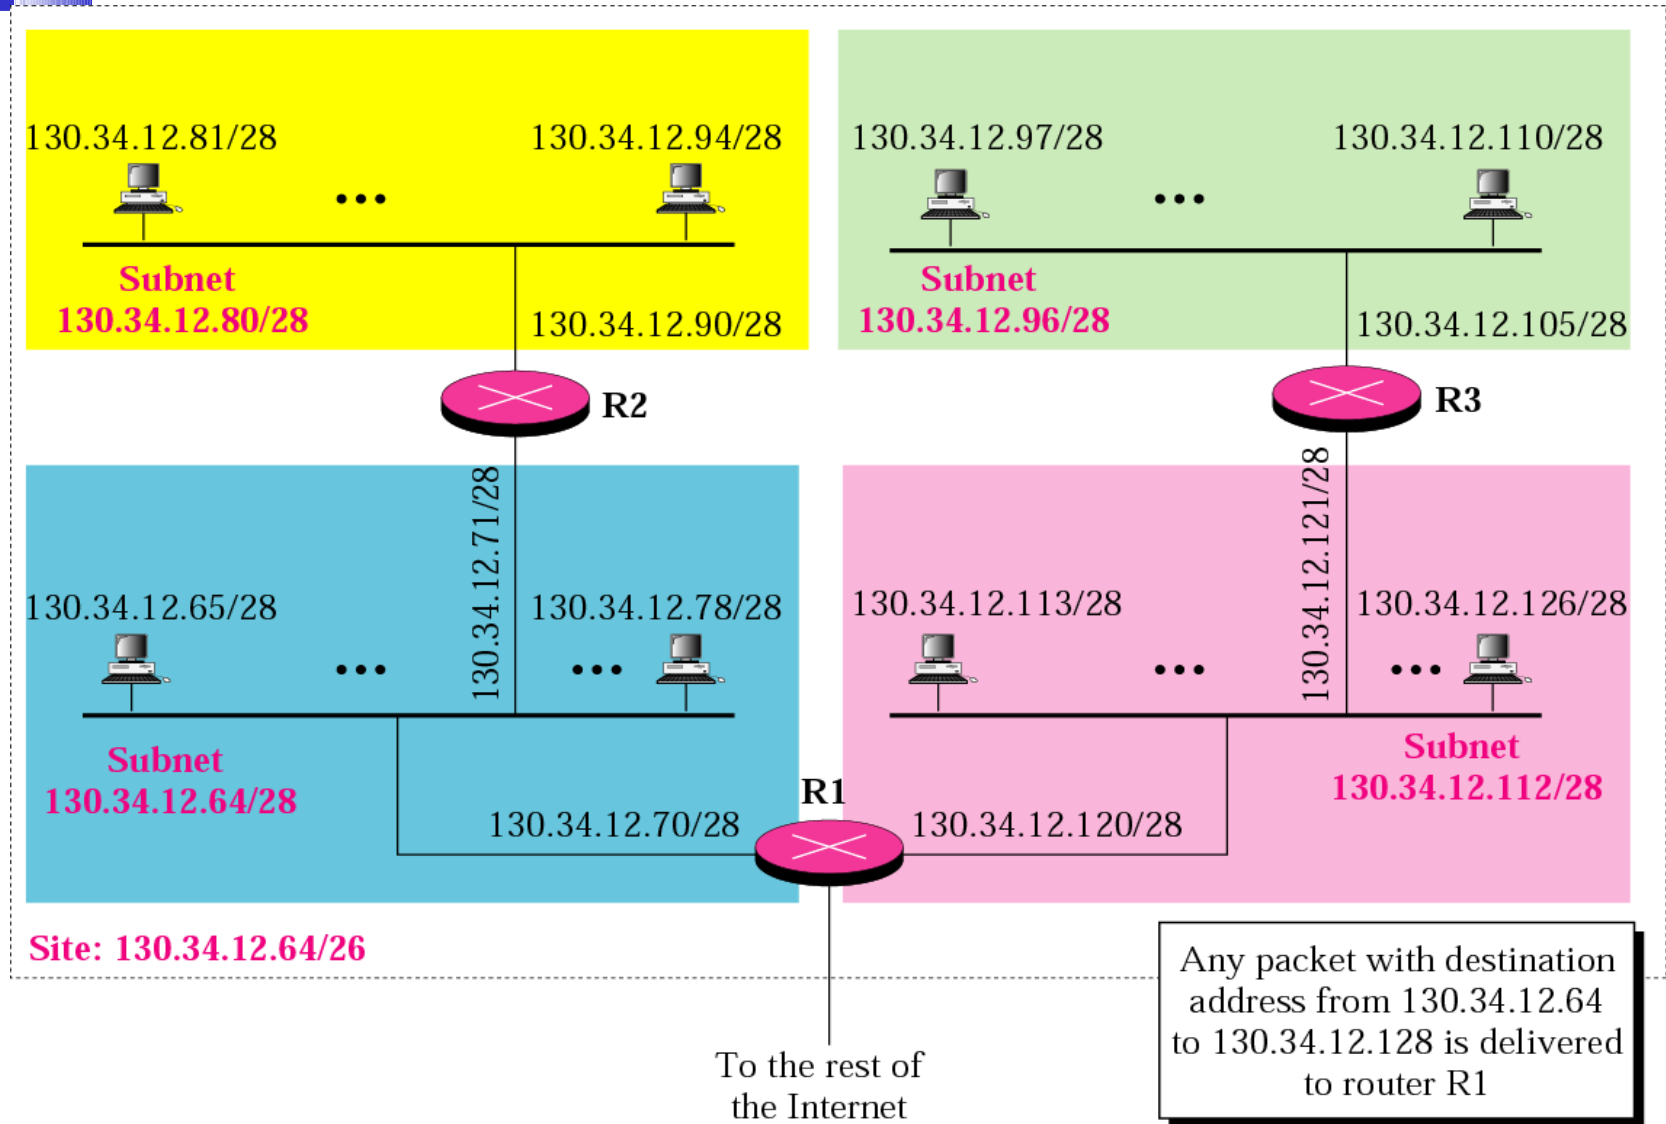 130.34.12.81/28
130.34.12.94/28
Subnet
130.34.12.80/28
130.34.12.90/28
130.34.12.97/28
130.34.12.110/28
Subnet
130.34.12.96/28
130.34.12.105/28
R2
R3
130.34.12.65/28
130.34.12.71/28
130.34.12.78/28
Subnet
130.34.12.64/28
130.34.12.70/28
R1
130.34.12.113/28
130.34.12.121/28
130.34.12.126/28
Subnet
130.34.12.112/28
130.34.12.120/28
Site: 130.34.12.64/26
To the rest of
the Internet
Any packet with destination
address from 130.34.12.64
to 130.34.12.128 is delivered
to router R1